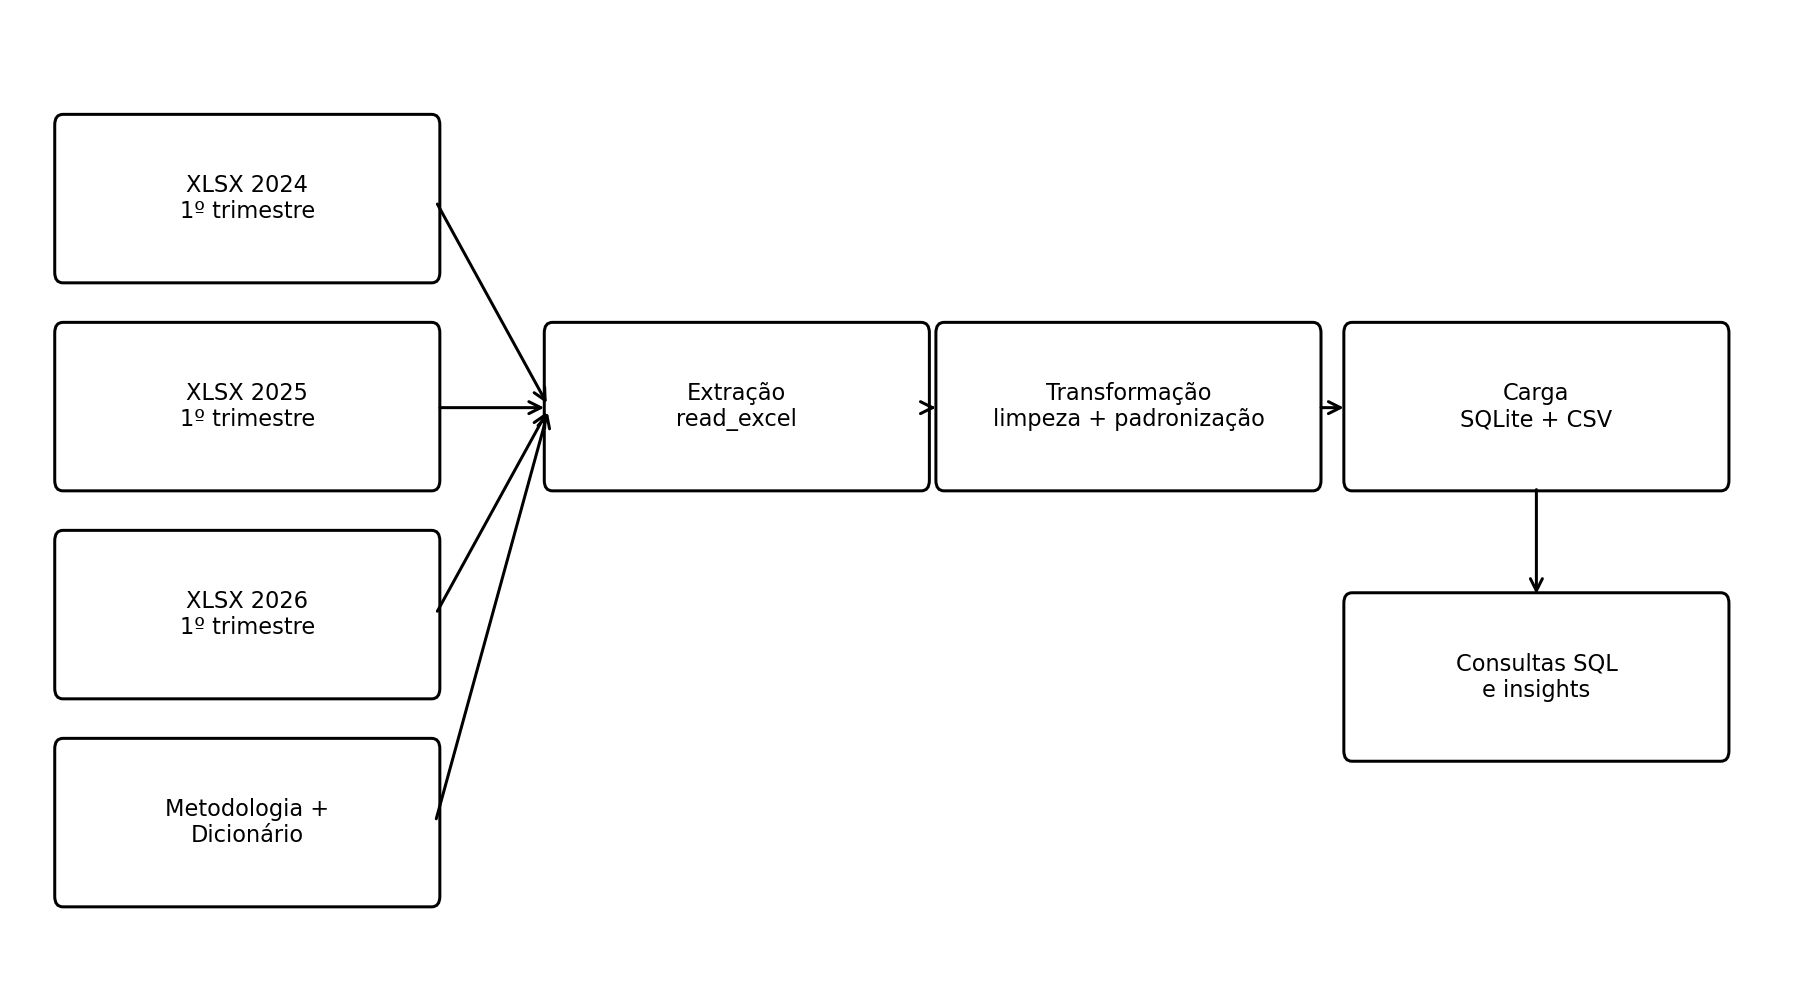 XLSX 2024
1º trimestre
XLSX 2025
1º trimestre
XLSX 2026
1º trimestre
Metodologia +
Dicionário
Extração
read_excel
Transformação
limpeza + padronização
Carga
SQLite + CSV
Consultas SQL
e insights